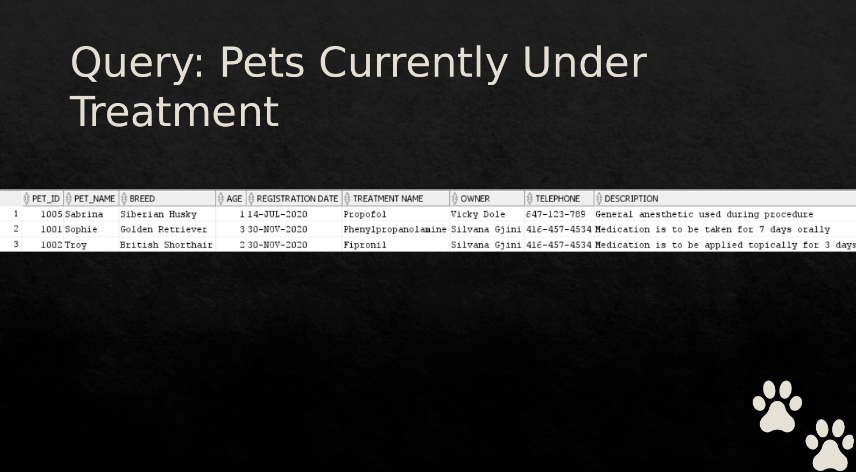 Query: Pets Currently Under
Treatment
PET_ID PET_NAME BREED AGE REGISTRATION DATE TREATMENT NAME OWNER TELEPHONE DESCRIPTION
1 1005 Sabrina Siberian Husky 1 14-JUL-2020 Propofol Vicky Dole 647-123-789 General anesthetic used during procedure
2 1001 Sophie Golden Retriever 3 30-NOV-2020 Phenylpropanolamine Silvana Gjini 416-457-4534 Medication is to be taken for 7 days orally
3 1002 Troy British Shorthair 2 30-NOV-2020 Fipronil Silvana Gjini 416-457-4534 Medication is to be applied topically for 3 days